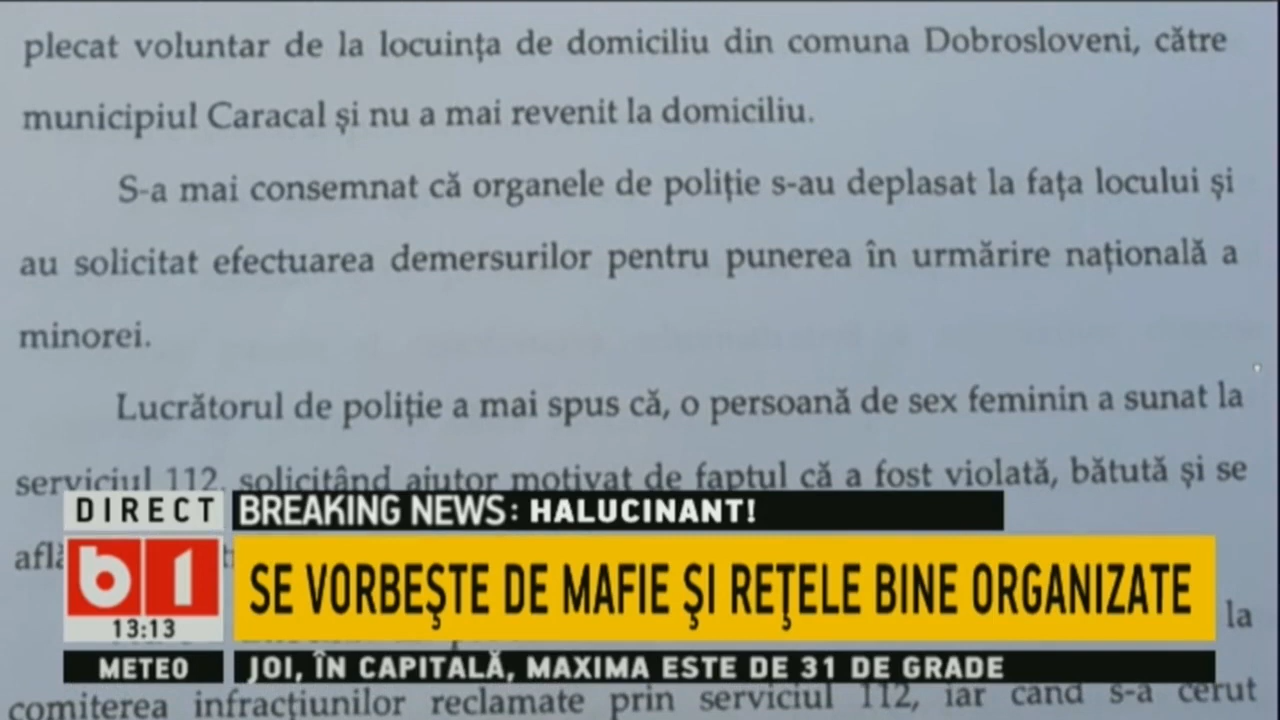 plecat voluntar de la locuința de domiciliu din comuna Dobrosloveni, către
municipiul Caracal și nu a mai revenit la domiciliu.
S-a mai consemnat că organele de poliție s-au deplasat la fața locului și
au solicitat efectuarea demersurilor pentru punerea în urmărire națională a
minorei.
Lucrătorul de poliție a mai spus că, o persoană de sex feminin a sunat la
serviciul 112, solicitând ajutor motivat de faptul că a fost violată, bătută și se
DIRECT
BREAKING NEWS: HALUCINANT!
b1
SE VORBEŞTE DE MAFIE ŞI REŢELE BINE ORGANIZATE
13:13
la
METEO
JOI, ÎN CAPITALĂ, MAXIMA ESTE DE 31 DE GRADE
comiterea infracțiunilor reclamate prin serviciul 112, iar când s-a cerut